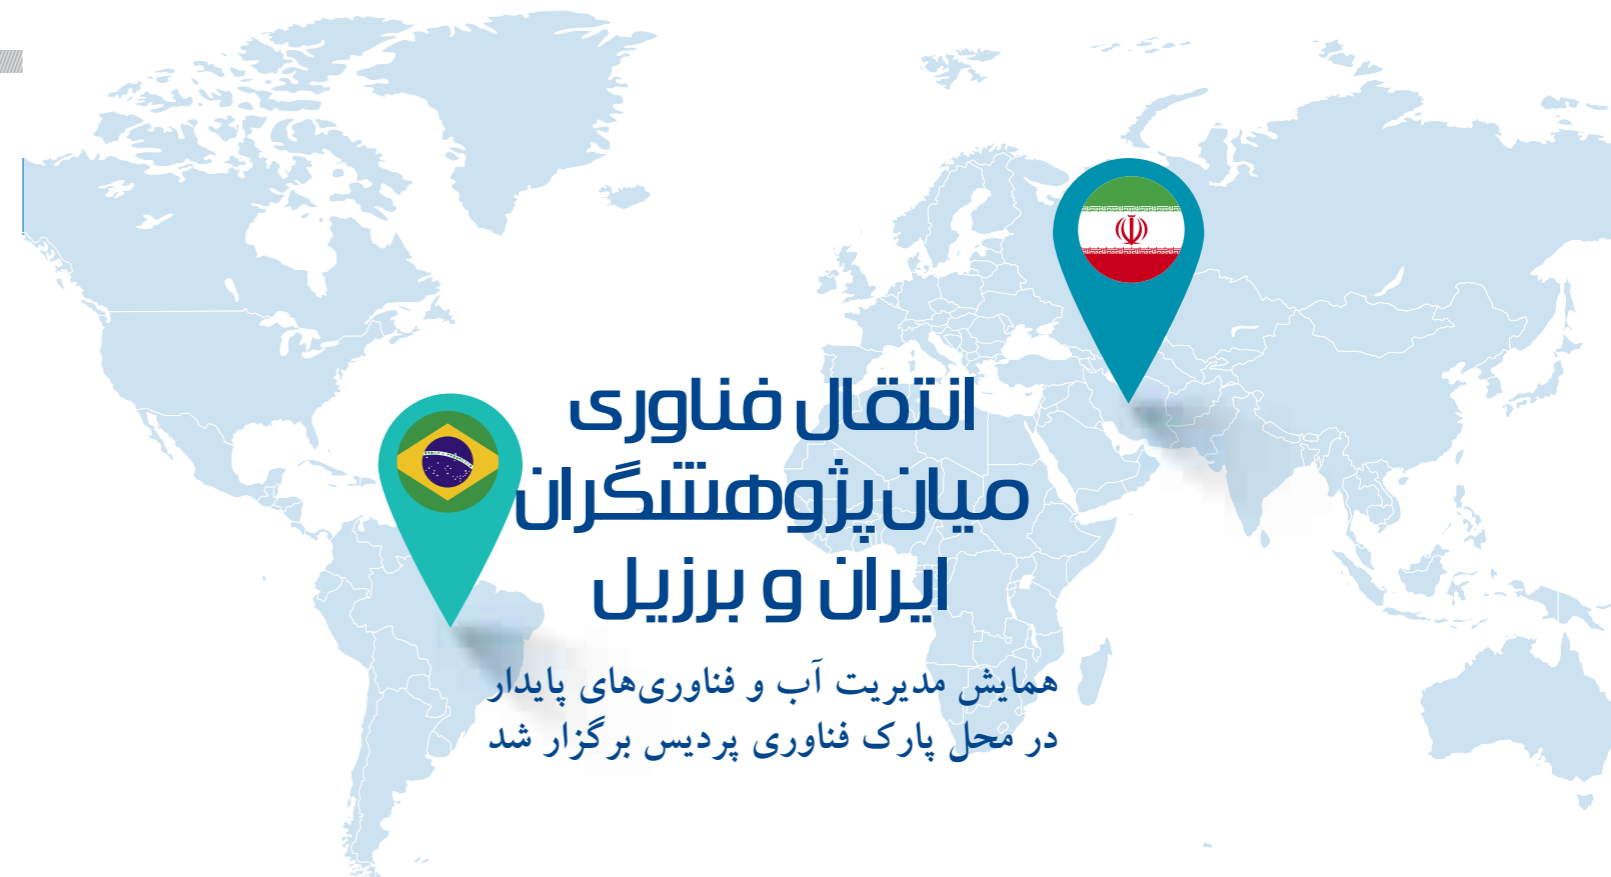 انتقال فناوری
میان پژوهشگران
ایران و برزیل
همایش مدیریت آب و فناوری‌های پایدار
در محل پارک فناوری پردیس برگزار شد